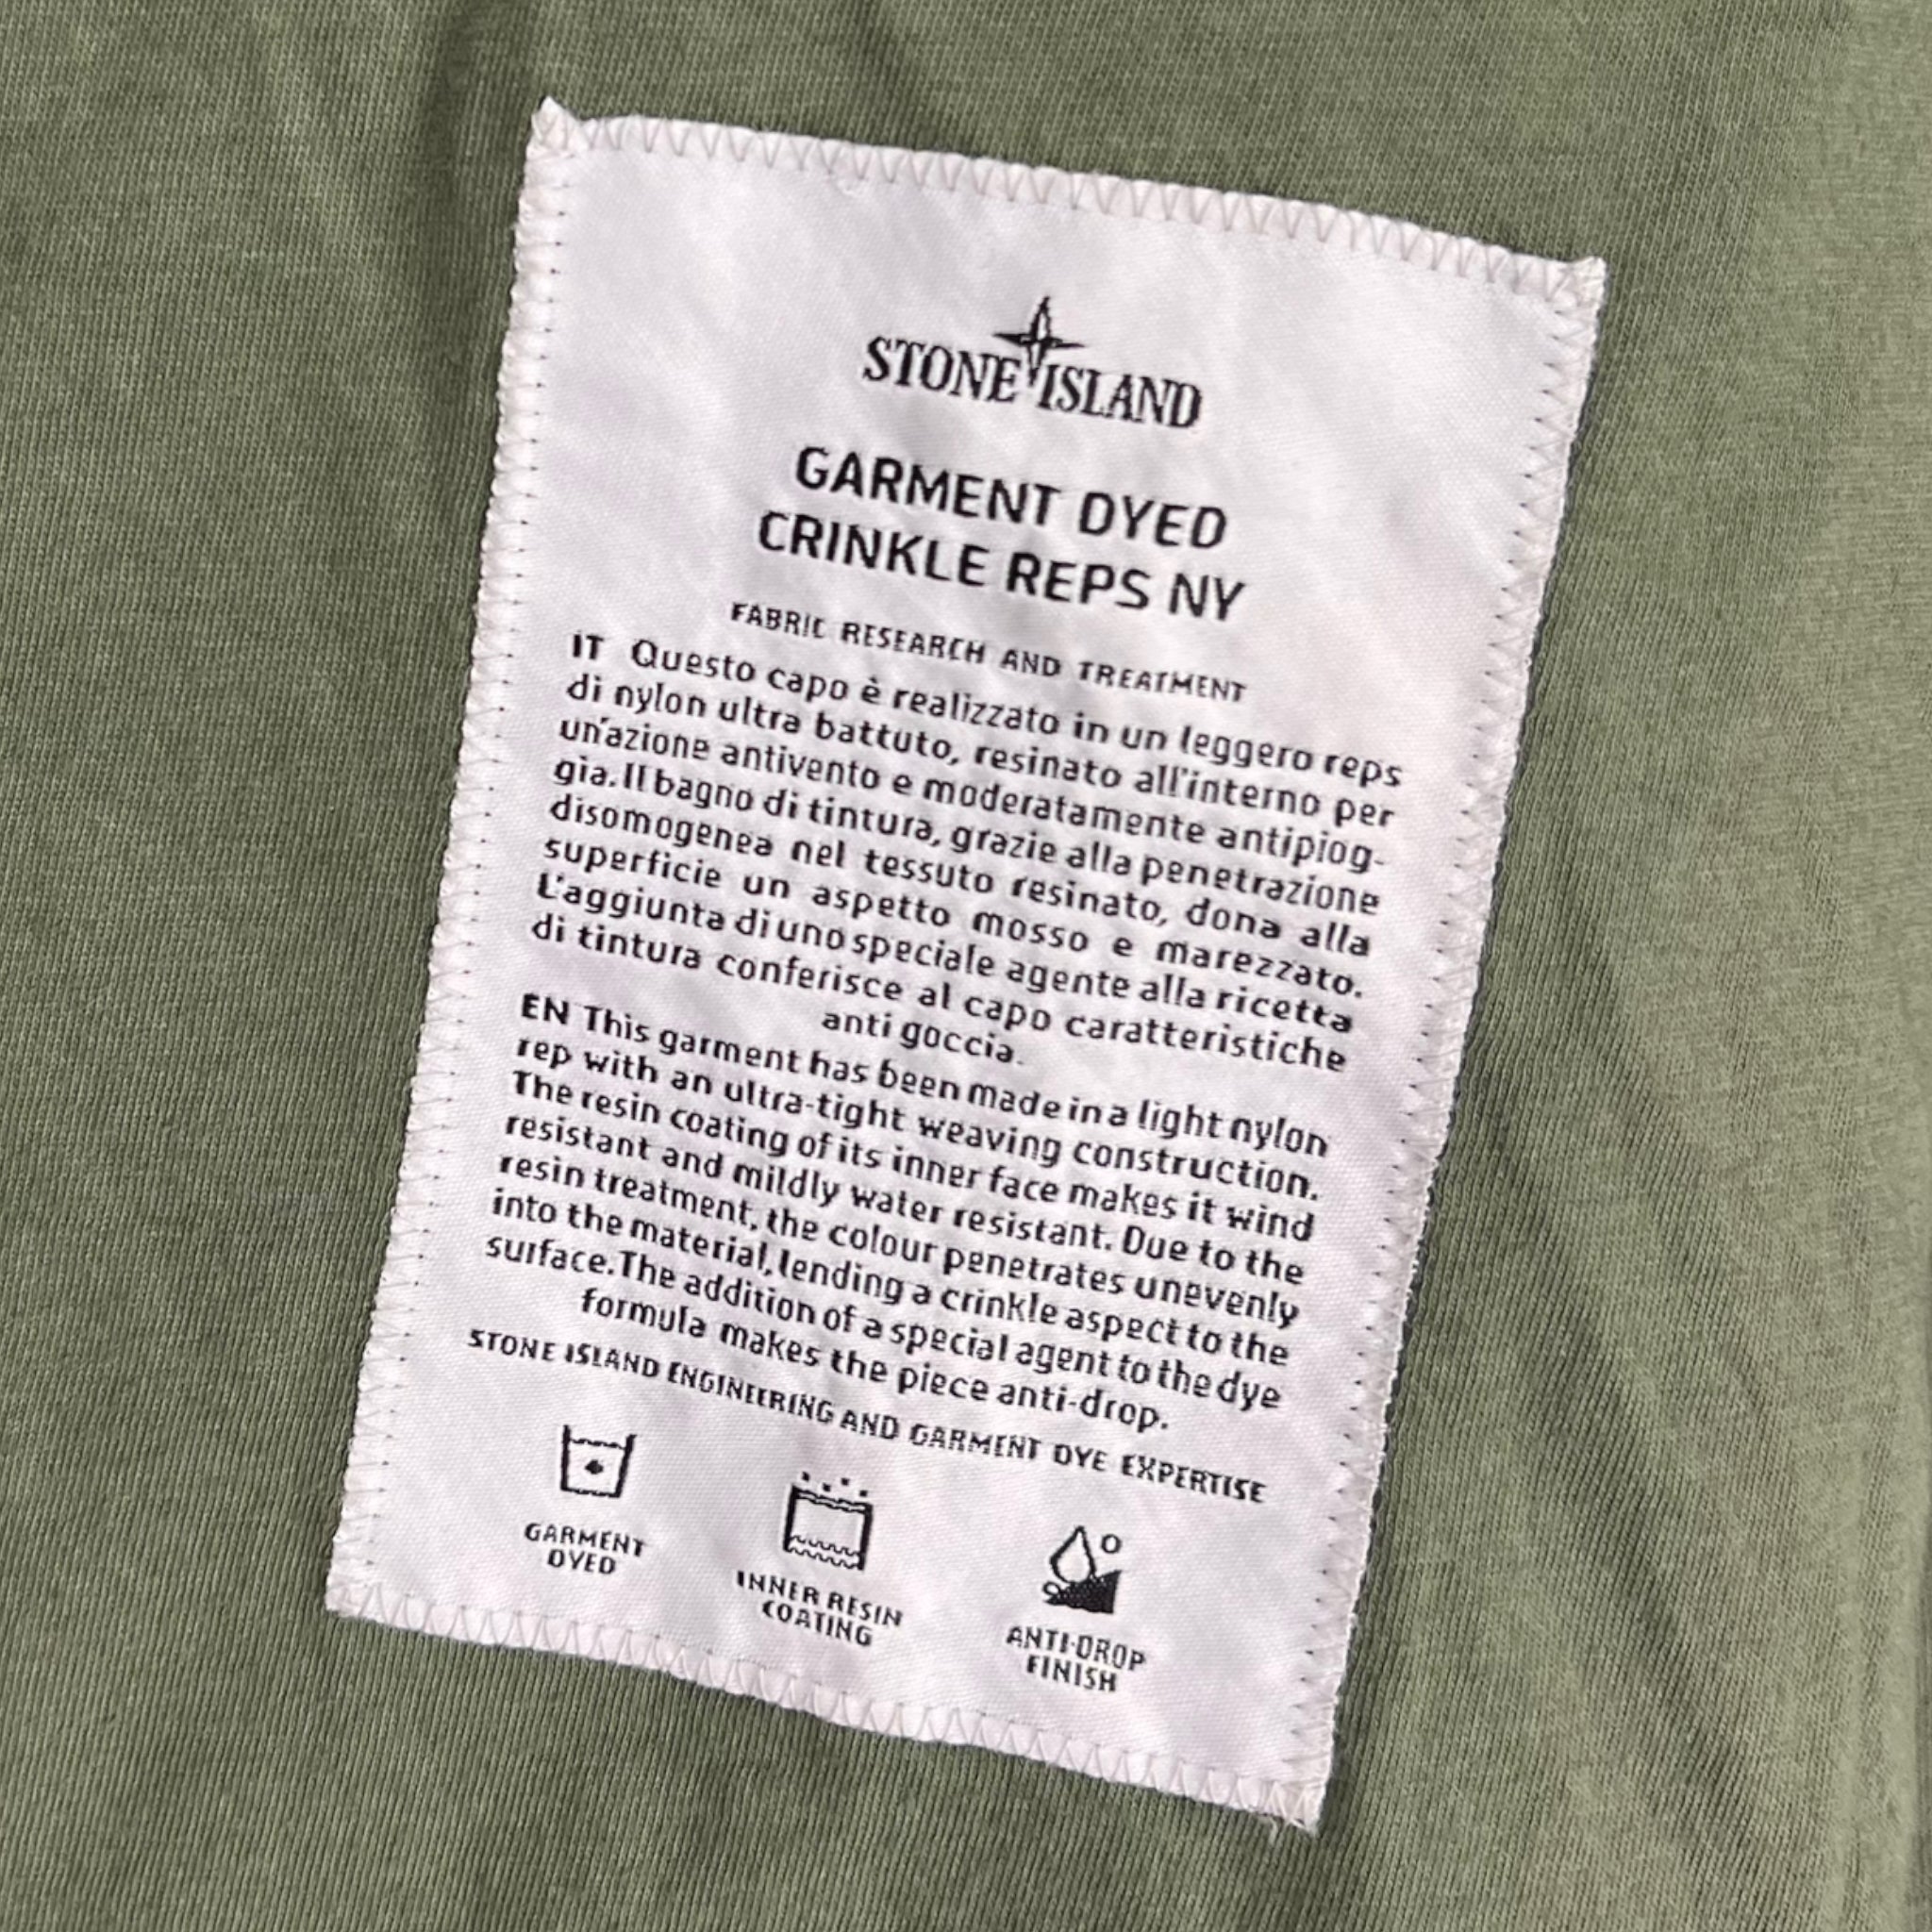 STONE ISLAND
GARMENT DYED
CRINKLE REPS NY
FABRIC RESEARCH AND TREATMENT
IT Questo capo è realizzato in un leggero reps
di nylon ultra battuto, resinato all'interno per
un'azione antivento e moderatamente antipiog-
gia. Il bagno di tintura, grazie alla penetrazione
disomogenea nel tessuto resinato, dona alla
superficie un aspetto mosso e marezzato.
L'aggiunta di uno speciale agente alla ricetta
di tintura conferisce al capo caratteristiche
anti goccia.
EN This garment has been made in a light nylon
rep with an ultra-tight weaving construction.
The resin coating of its inner face makes it wind
resistant and mildly water resistant. Due to the
resin treatment, the colour penetrates unevenly
into the material, lending a crinkle aspect to the
surface. The addition of a special agent to the dye
formula makes the piece anti-drop.
STONE ISLAND ENGINEERING AND GARMENT DYE EXPERTISE
GARMENT
DYED
INNER RESIN
COATING
ANTI-DROP
FINISH